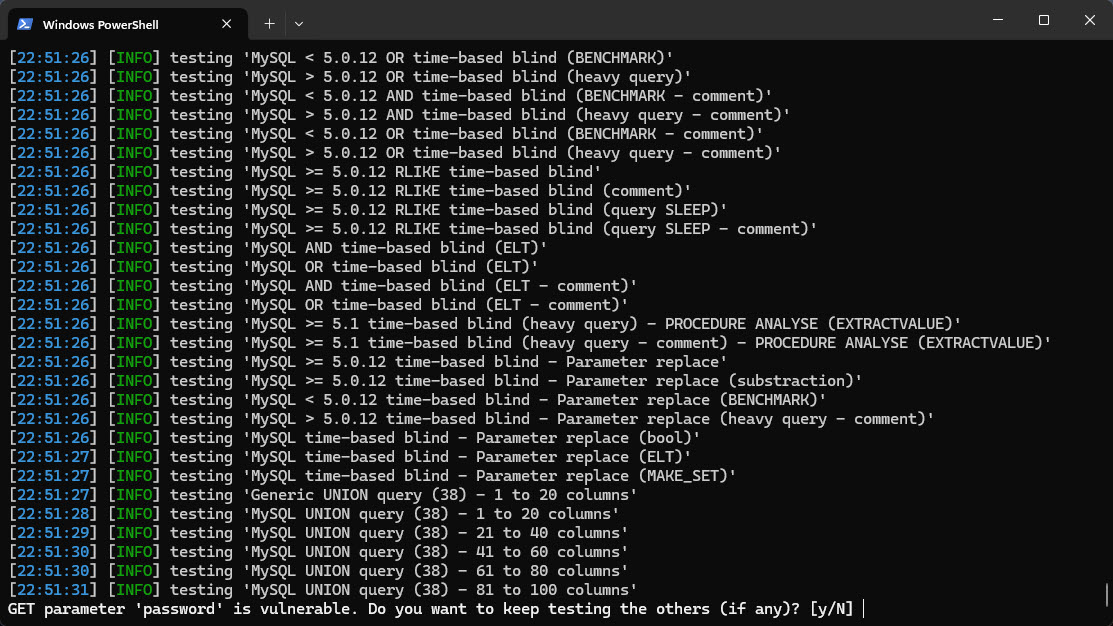 Windows PowerShell
[22:51:26] [INFO] testing 'MySQL < 5.0.12 OR time-based blind (BENCHMARK)'
[22:51:26] [INFO] testing 'MySQL > 5.0.12 OR time-based blind (heavy query)'
[22:51:26] [INFO] testing 'MySQL < 5.0.12 AND time-based blind (BENCHMARK - comment)'
[22:51:26] [INFO] testing 'MySQL > 5.0.12 AND time-based blind (heavy query - comment)'
[22:51:26] [INFO] testing 'MySQL < 5.0.12 OR time-based blind (BENCHMARK - comment)'
[22:51:26] [INFO] testing 'MySQL > 5.0.12 OR time-based blind (heavy query - comment)'
[22:51:26] [INFO] testing 'MySQL >= 5.0.12 RLIKE time-based blind'
[22:51:26] [INFO] testing 'MySQL >= 5.0.12 RLIKE time-based blind (comment)'
[22:51:26] [INFO] testing 'MySQL >= 5.0.12 RLIKE time-based blind (query SLEEP)'
[22:51:26] [INFO] testing 'MySQL >= 5.0.12 RLIKE time-based blind (query SLEEP - comment)'
[22:51:26] [INFO] testing 'MySQL AND time-based blind (ELT)'
[22:51:26] [INFO] testing 'MySQL OR time-based blind (ELT)'
[22:51:26] [INFO] testing 'MySQL AND time-based blind (ELT - comment)'
[22:51:26] [INFO] testing 'MySQL OR time-based blind (ELT - comment)'
[22:51:26] [INFO] testing 'MySQL >= 5.1 time-based blind (heavy query) - PROCEDURE ANALYSE (EXTRACTVALUE)'
[22:51:26] [INFO] testing 'MySQL >= 5.1 time-based blind (heavy query - comment) - PROCEDURE ANALYSE (EXTRACTVALUE)'
[22:51:26] [INFO] testing 'MySQL >= 5.0.12 time-based blind - Parameter replace'
[22:51:26] [INFO] testing 'MySQL >= 5.0.12 time-based blind - Parameter replace (substraction)'
[22:51:26] [INFO] testing 'MySQL < 5.0.12 time-based blind - Parameter replace (BENCHMARK)'
[22:51:26] [INFO] testing 'MySQL > 5.0.12 time-based blind - Parameter replace (heavy query - comment)'
[22:51:26] [INFO] testing 'MySQL time-based blind - Parameter replace (bool)'
[22:51:27] [INFO] testing 'MySQL time-based blind - Parameter replace (ELT)'
[22:51:27] [INFO] testing 'MySQL time-based blind - Parameter replace (MAKE_SET)'
[22:51:27] [INFO] testing 'Generic UNION query (38) - 1 to 20 columns'
[22:51:28] [INFO] testing 'MySQL UNION query (38) - 1 to 20 columns'
[22:51:29] [INFO] testing 'MySQL UNION query (38) - 21 to 40 columns'
[22:51:30] [INFO] testing 'MySQL UNION query (38) - 41 to 60 columns'
[22:51:30] [INFO] testing 'MySQL UNION query (38) - 61 to 80 columns'
[22:51:31] [INFO] testing 'MySQL UNION query (38) - 81 to 100 columns'
GET parameter 'password' is vulnerable. Do you want to keep testing the others (if any)? [y/N]